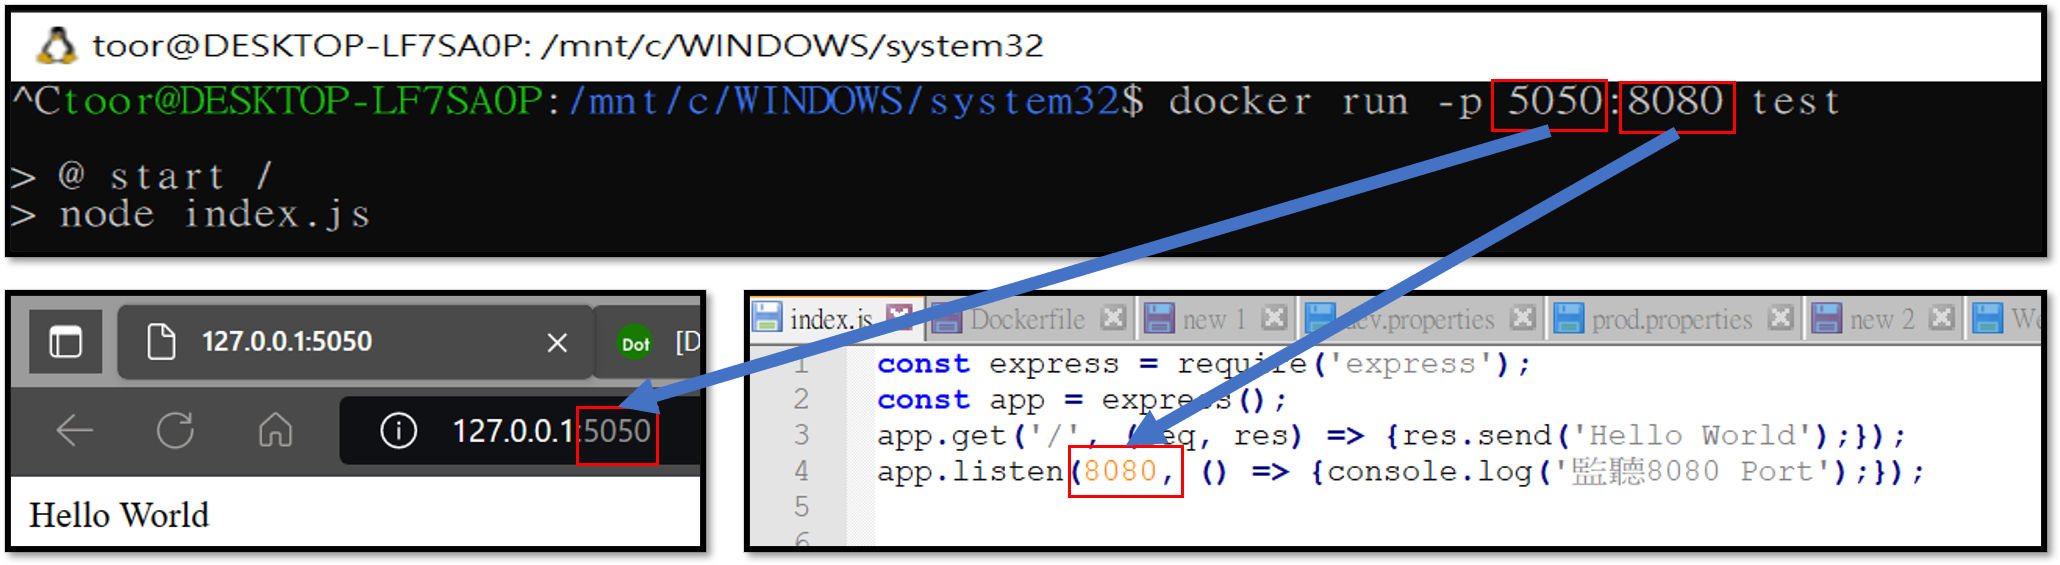 toor@DESKTOP-LF7SA0P: /mnt/c/WINDOWS/system32
^Ctoor@DESKTOP-LF7SA0P:/mnt/c/WINDOWS/system32$ docker run -p 5050:8080 test
> @ start /
> node index.js
127.0.0.1:5050
Dot [D
127.0.0.1:5050
Hello World
index.js Dockerfile new 1 dev.properties prod.properties new 2 We
1 const express = require('express');
2 const app = express();
3 app.get('/', (req, res) => {res.send('Hello World');});
4 app.listen(8080, () => {console.log('監聽8080 Port');});
5
6